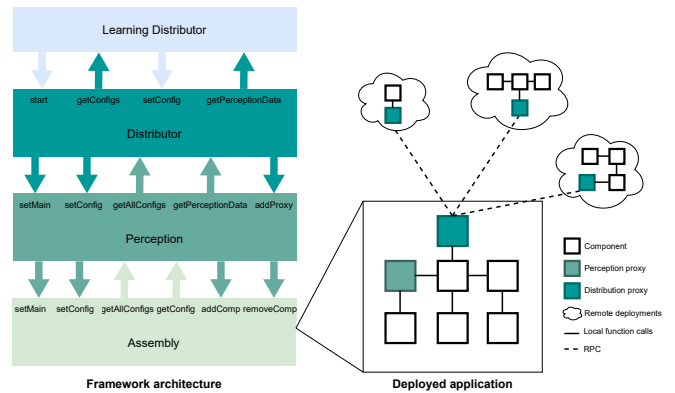 Learning Distributor
start getConfigs setConfig getPerceptionData
Distributor
setMain setConfig getAllConfigs getPerceptionData addProxy
Perception
setMain setConfig getAllConfigs getConfig addComp removeComp
Assembly
Framework architecture
Component
Perception proxy
Distribution proxy
Remote deployments
Local function calls
RPC
Deployed application